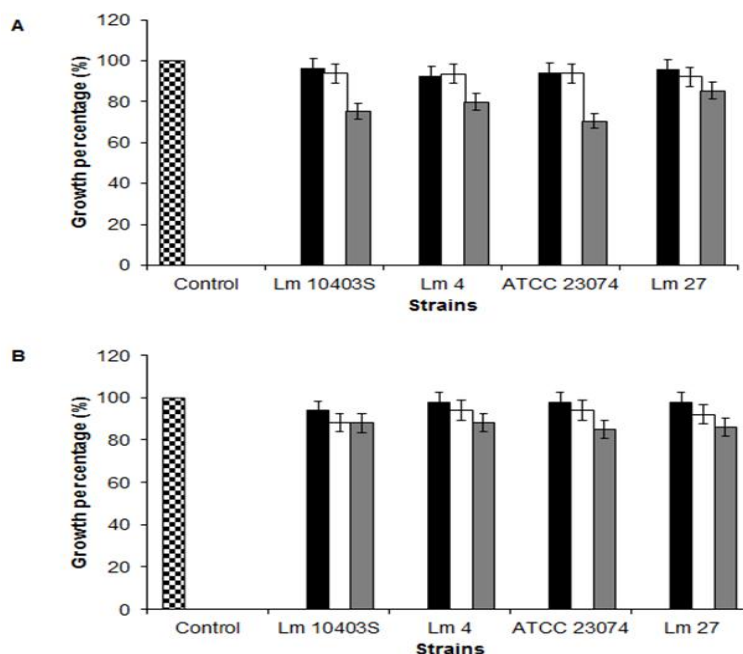 A
Growth percentage (%)
120
100
80
60
40
20
0
Control Lm 10403S Lm 4 ATCC 23074 Lm 27
Strains
B
Growth percentage (%)
120
100
80
60
40
20
0
Control Lm 10403S Lm 4 ATCC 23074 Lm 27
Strains